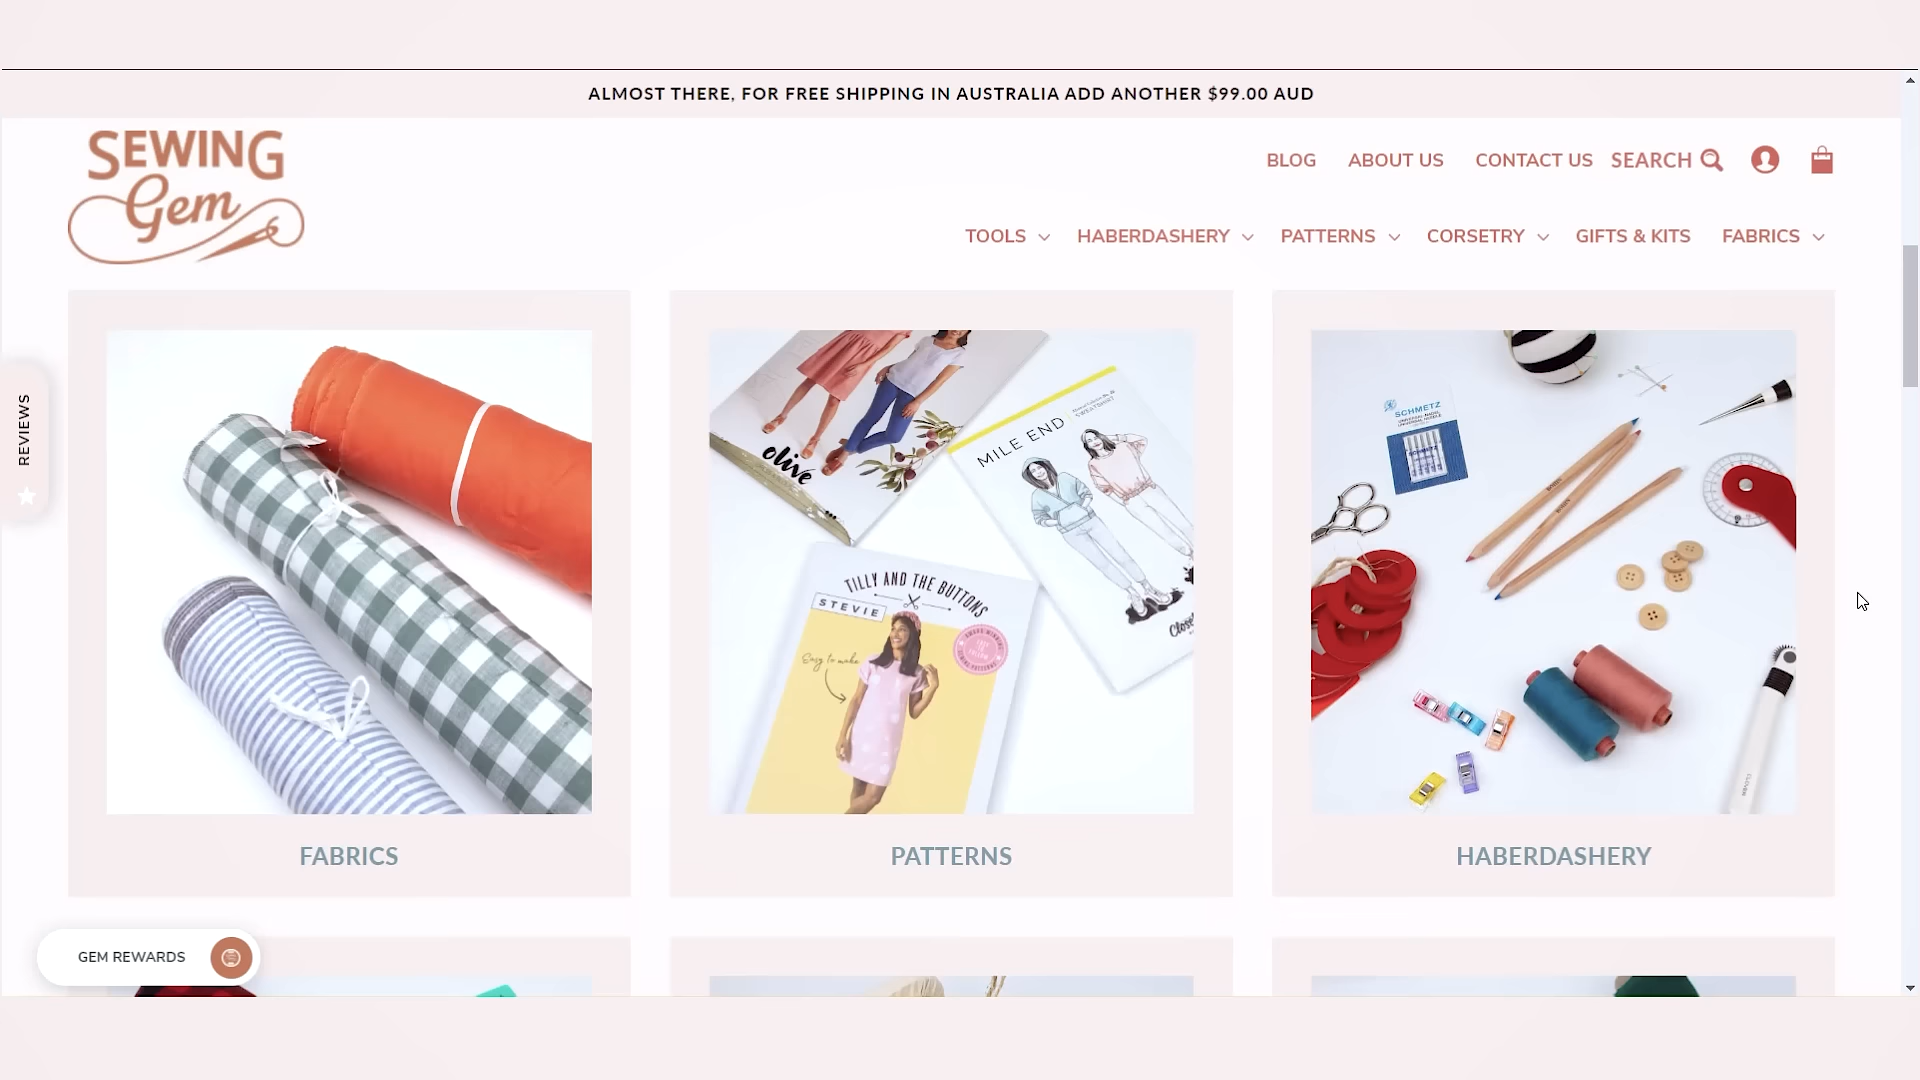 ALMOST THERE, FOR FREE SHIPPING IN AUSTRALIA ADD ANOTHER $99.00 AUD
SEWING
Gem
BLOG ABOUT US CONTACT US SEARCH
TOOLS HABERDASHERY PATTERNS CORSETRY GIFTS & KITS FABRICS
REVIEWS
olive
MILE END
SWEATSHIRT
TILLY AND THE BUTTONS
STEVIE
Easy to make
SCHMETZ
FABRICS
PATTERNS
HABERDASHERY
GEM REWARDS